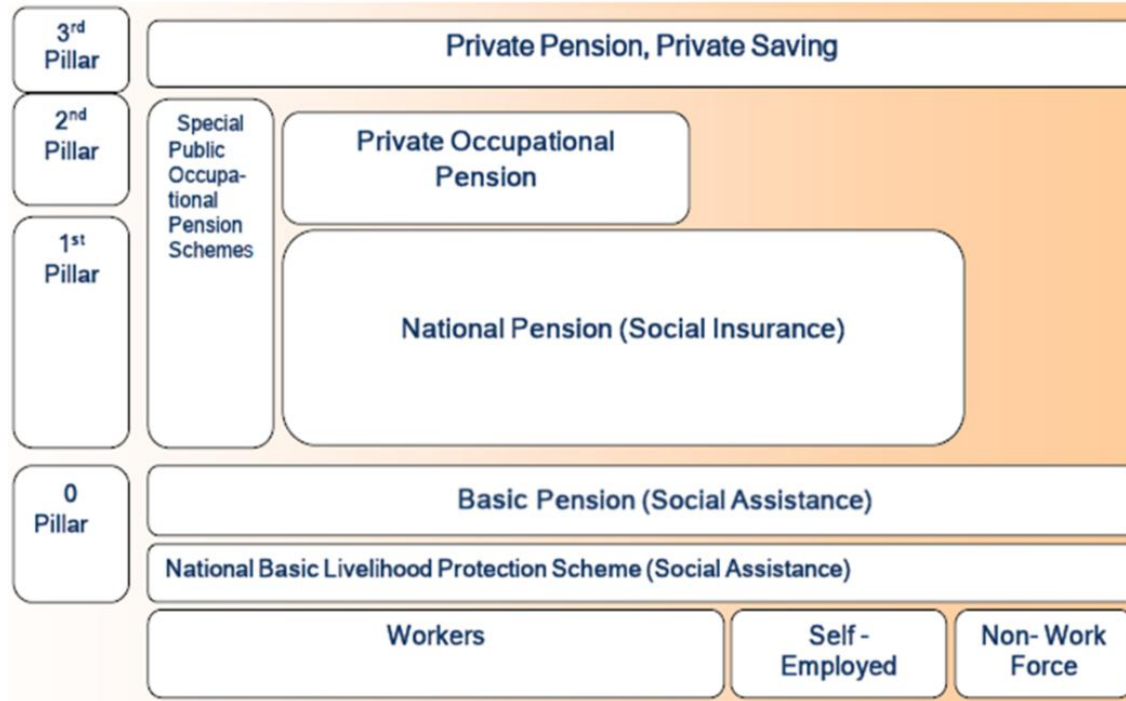 3rd
Pillar
Private Pension, Private Saving
2nd
Pillar
Special
Public
Occupa-
tional
Pension
Schemes
Private Occupational
Pension
1st
Pillar
National Pension (Social Insurance)
0
Pillar
Basic Pension (Social Assistance)
National Basic Livelihood Protection Scheme (Social Assistance)
Workers
Self -
Employed
Non- Work
Force